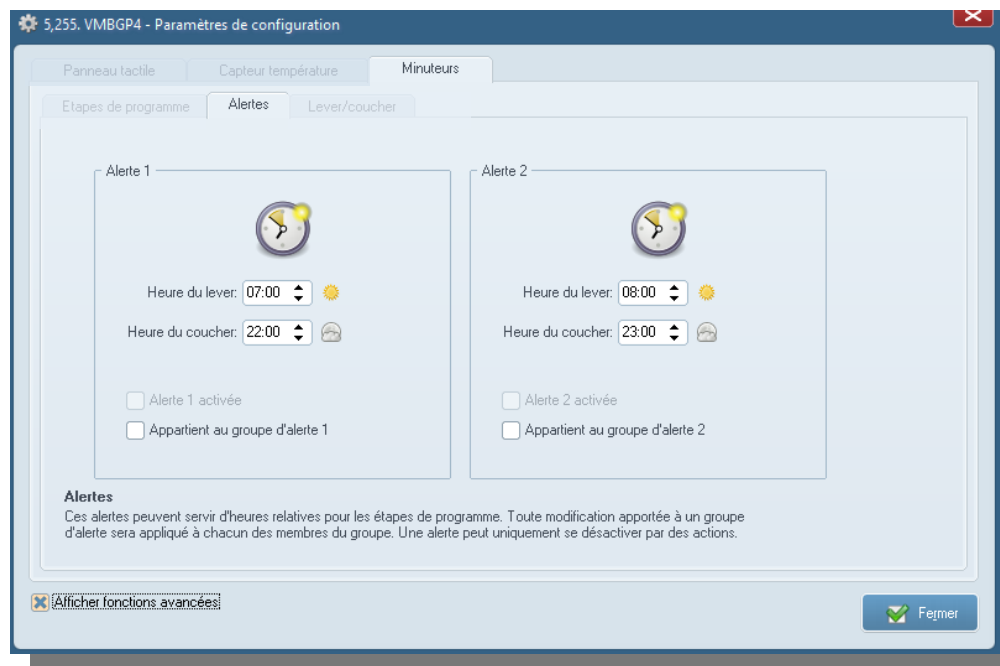 5,255. VMBGP4 - Paramètres de configuration
Panneau tactile Capteur température Minuteurs
Etapes de programme Alertes Lever/coucher
Alerte 1
Heure du lever: 07:00
Heure du coucher: 22:00
Alerte 1 activée
Appartient au groupe d'alerte 1
Alerte 2
Heure du lever: 08:00
Heure du coucher: 23:00
Alerte 2 activée
Appartient au groupe d'alerte 2
Alertes
Ces alertes peuvent servir d'heures relatives pour les étapes de programme. Toute modification apportée à un groupe
d'alerte sera appliqué à chacun des membres du groupe. Une alerte peut uniquement se désactiver par des actions.
Afficher fonctions avancées
Fermer